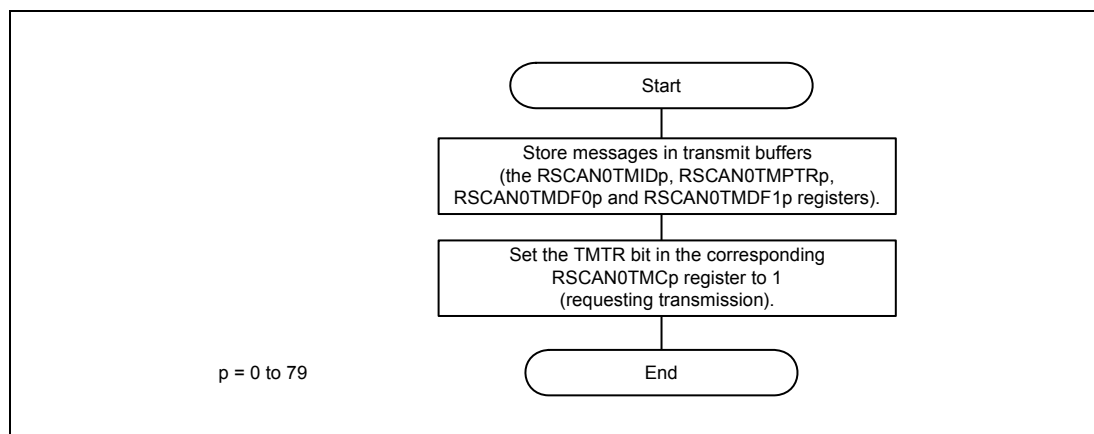 Start
Store messages in transmit buffers
(the RSCAN0TMIDp, RSCAN0TMPTRp,
RSCAN0TMDF0p and RSCAN0TMDF1p registers).
Set the TMTR bit in the corresponding
RSCAN0TMCp register to 1
(requesting transmission).
End
p = 0 to 79